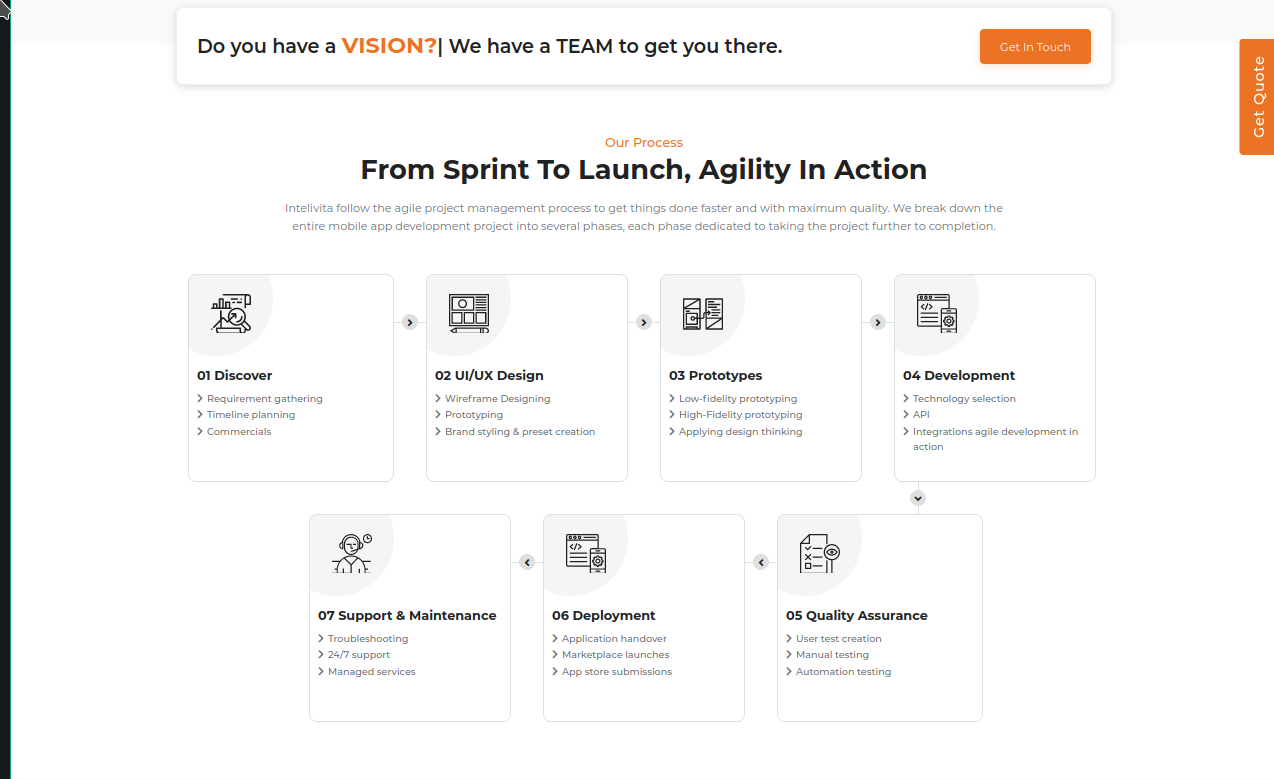 Do you have a VISION?| We have a TEAM to get you there.
Get In Touch
Get Quote
Our Process
From Sprint To Launch, Agility In Action
Intelivita follow the agile project management process to get things done faster and with maximum quality. We break down the
entire mobile app development project into several phases, each phase dedicated to taking the project further to completion.
01 Discover
Requirement gathering
Timeline planning
Commercials
02 UI/UX Design
Wireframe Designing
Prototyping
Brand styling & preset creation
03 Prototypes
Low-fidelity prototyping
High-Fidelity prototyping
Applying design thinking
04 Development
Technology selection
API
Integrations agile development in
action
05 Quality Assurance
User test creation
Manual testing
Automation testing
06 Deployment
Application handover
Marketplace launches
App store submissions
07 Support & Maintenance
Troubleshooting
24/7 support
Managed services